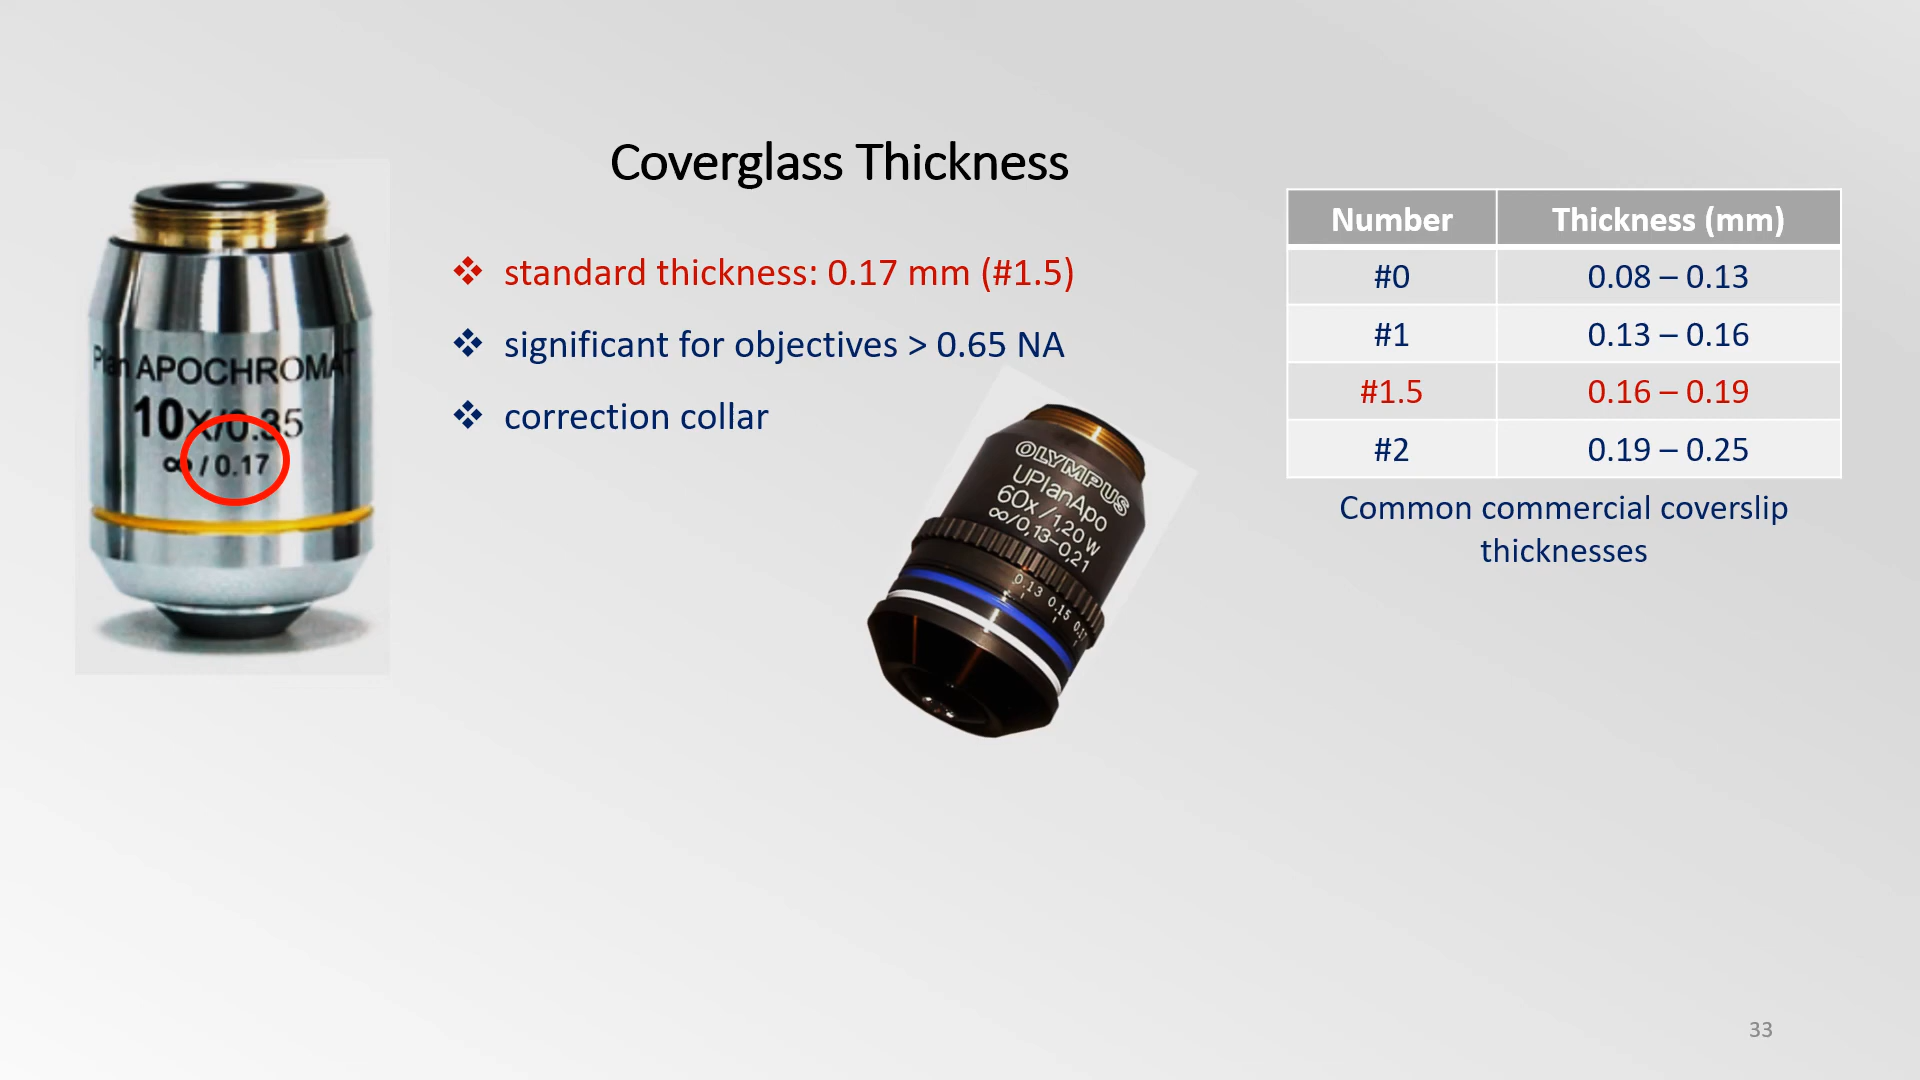 Coverglass Thickness
❖ standard thickness: 0.17 mm (#1.5)
❖ significant for objectives > 0.65 NA
❖ correction collar
Plan APOCHROMAT
10X/0.35
∞ / 0.17
OLYMPUS
UPlanApo
60x / 1,20 W
∞/0,13-0,21
0.13 0.15 0.17
Number Thickness (mm)
#0 0.08 – 0.13
#1 0.13 – 0.16
#1.5 0.16 – 0.19
#2 0.19 – 0.25
Common commercial coverslip
thicknesses
33